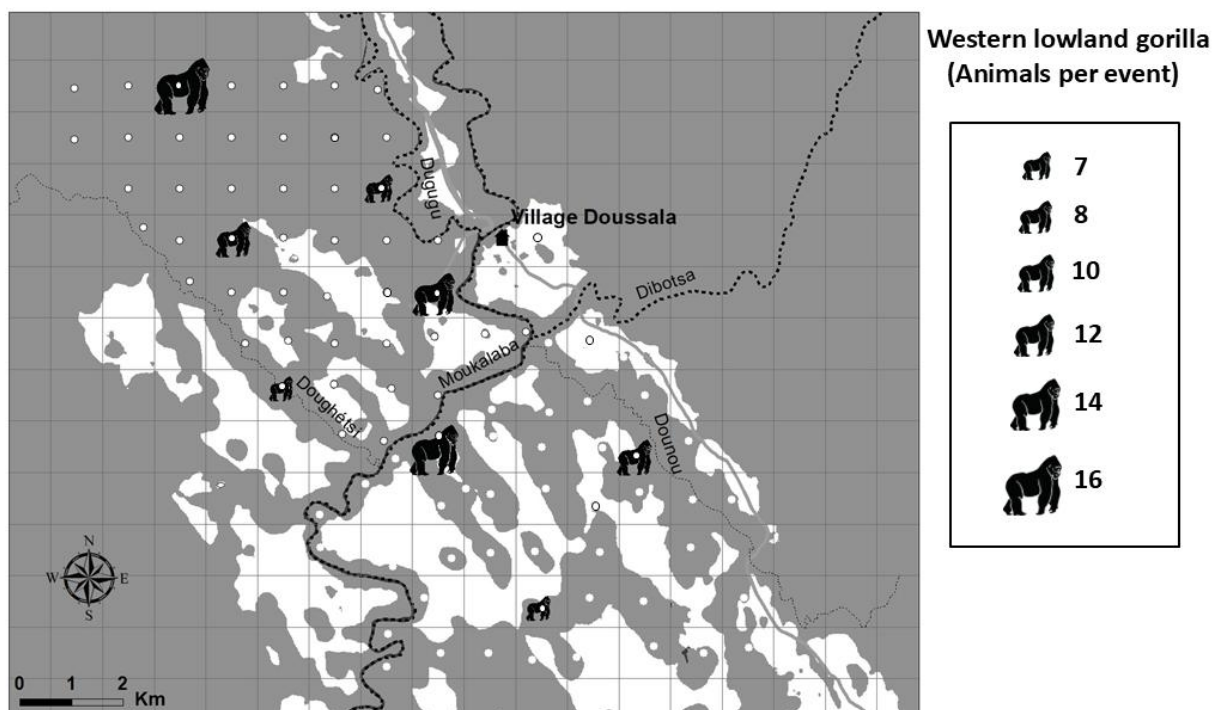 Western lowland gorilla
(Animals per event)
7
8
10
12
14
16
Dugugu
Village Doussala
Dibotsa
Moukalaba
Doughétsi
Dounou
N
W E
S
0 1 2
Km